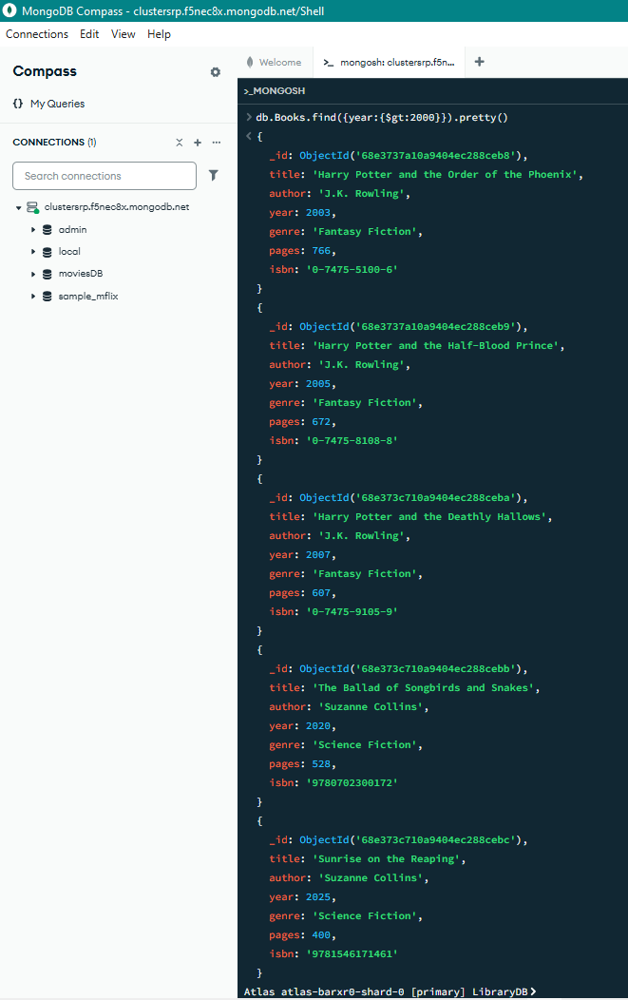 MongoDB Compass - clustersrp.f5nec8x.mongodb.net/Shell
Connections Edit View Help
Compass
{} My Queries
CONNECTIONS (1)
Search connections
clustersrp.f5nec8x.mongodb.net
admin
local
moviesDB
sample_mflix
Welcome
>_ mongosh: clustersrp.f5n...
>_MONGOSH
> db.Books.find({year:{$gt:2000}}).pretty()
< {
_id: ObjectId('68e3737a10a9404ec288ceb8'),
title: 'Harry Potter and the Order of the Phoenix',
author: 'J.K. Rowling',
year: 2003,
genre: 'Fantasy Fiction',
pages: 766,
isbn: '0-7475-5100-6'
}
{
_id: ObjectId('68e3737a10a9404ec288ceb9'),
title: 'Harry Potter and the Half-Blood Prince',
author: 'J.K. Rowling',
year: 2005,
genre: 'Fantasy Fiction',
pages: 672,
isbn: '0-7475-8108-8'
}
{
_id: ObjectId('68e373c710a9404ec288ceba'),
title: 'Harry Potter and the Deathly Hallows',
author: 'J.K. Rowling',
year: 2007,
genre: 'Fantasy Fiction',
pages: 607,
isbn: '0-7475-9105-9'
}
{
_id: ObjectId('68e373c710a9404ec288cebb'),
title: 'The Ballad of Songbirds and Snakes',
author: 'Suzanne Collins',
year: 2020,
genre: 'Science Fiction',
pages: 528,
isbn: '9780702300172'
}
{
_id: ObjectId('68e373c710a9404ec288cebc'),
title: 'Sunrise on the Reaping',
author: 'Suzanne Collins',
year: 2025,
genre: 'Science Fiction',
pages: 400,
isbn: '9781546171461'
}
Atlas atlas-barxr0-shard-0 [primary] LibraryDB>